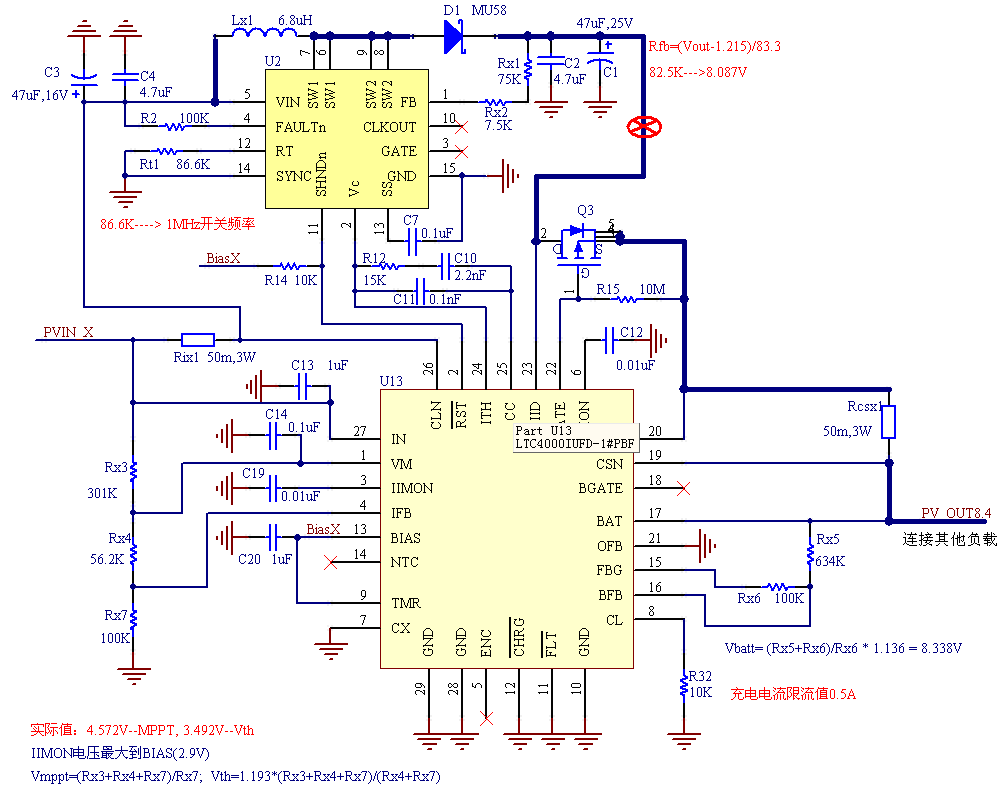 Lx1 6.8uH
D1 MU58
47uF,25V
Rfb=(Vout-1.215)/83.3
82.5K--->8.087V
C3
47uF,16V
C4
4.7uF
U2
7 6 9 8
SW1 SW1 SW2 SW2
5 VIN
4 FAULTn
12 RT
14 SYNC
FB 1
CLKOUT 10
GATE 3
GND 15
SHNDn Vc SS
11 2 13
R2 100K
Rt1 86.6K
Rx1
75K
C2
4.7uF
C1
Rx2
7.5K
86.6K----> 1MHz开关频率
C7
0.1uF
BiasX
R14 10K
R12
15K
C10
2.2nF
C11 0.1nF
Q3
2 D S G 1
R15 10M
C12
0.01uF
PVIN_X
Rix1 50m,3W
C13 1uF
C14
0.1uF
C19
0.01uF
C20 1uF
BiasX
U13
26 2 24 25 23 22 6
CLN RST ITH CC IID ATE ION
Part U13
LTC4000IUFD-1#PBF
27 IN
1 VM
3 IIMON
4 IFB
13 BIAS
14 NTC
9 TMR
7 CX
20
CSN 19
BGATE 18
BAT 17
OFB 21
FBG 15
BFB 16
CL 8
GND GND ENC CHRG FLT GND
29 28 5 12 11 10
Rx3
301K
Rx4
56.2K
Rx7
100K
Rcsx1
50m,3W
PV_OUT8.4
连接其他负载
Rx5
634K
Rx6 100K
Vbatt= (Rx5+Rx6)/Rx6 * 1.136 = 8.338V
R32
10K
充电电流限流值0.5A
实际值: 4.572V--MPPT, 3.492V--Vth
IIMON电压最大到BIAS(2.9V)
Vmppt=(Rx3+Rx4+Rx7)/Rx7; Vth=1.193*(Rx3+Rx4+Rx7)/(Rx4+Rx7)